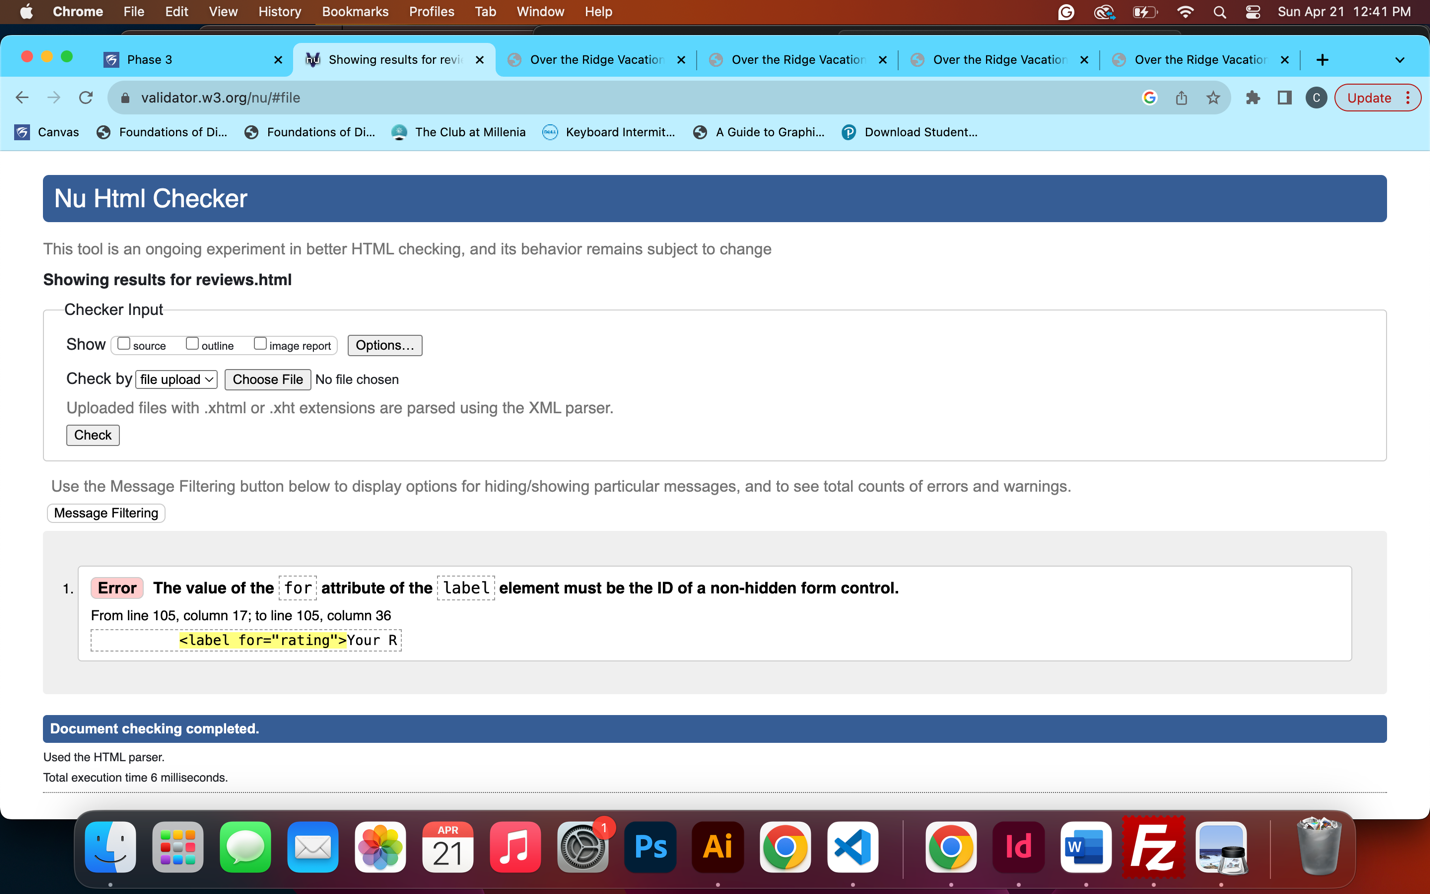 Chrome File Edit View History Bookmarks Profiles Tab Window Help Sun Apr 21 12:41 PM
Phase 3 Showing results for revi Over the Ridge Vacation Over the Ridge Vacation Over the Ridge Vacation Over the Ridge Vacation
validator.w3.org/nu/#file C Update
Canvas Foundations of Di... Foundations of Di... The Club at Millenia DELL Keyboard Intermit... A Guide to Graphi... Download Student...
Nu Html Checker
This tool is an ongoing experiment in better HTML checking, and its behavior remains subject to change
Showing results for reviews.html
Checker Input
Show source outline image report Options...
Check by file upload Choose File No file chosen
Uploaded files with .xhtml or .xht extensions are parsed using the XML parser.
Check
Use the Message Filtering button below to display options for hiding/showing particular messages, and to see total counts of errors and warnings.
Message Filtering
1. Error The value of the for attribute of the label element must be the ID of a non-hidden form control.
From line 105, column 17; to line 105, column 36
<label for="rating">Your R
Document checking completed.
Used the HTML parser.
Total execution time 6 milliseconds.
APR 21 1 Ps Ai Id W Fz